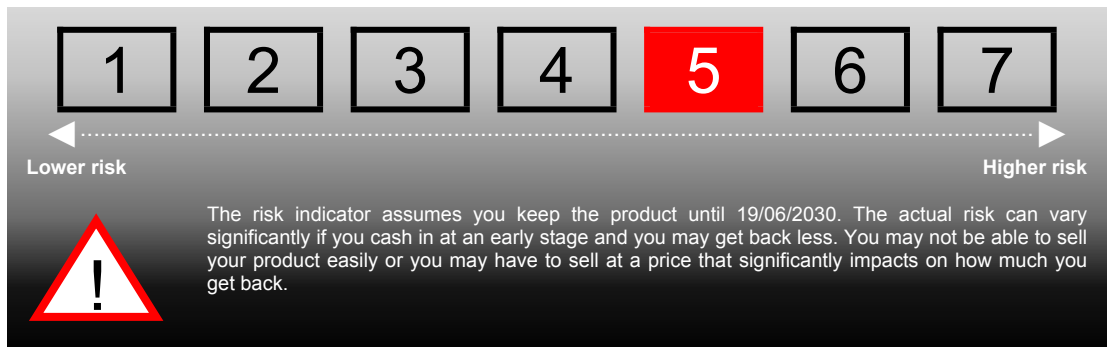 1 2 3 4 5 6 7
Lower risk Higher risk
The risk indicator assumes you keep the product until 19/06/2030. The actual risk can vary
significantly if you cash in at an early stage and you may get back less. You may not be able to sell
your product easily or you may have to sell at a price that significantly impacts on how much you
get back.
!